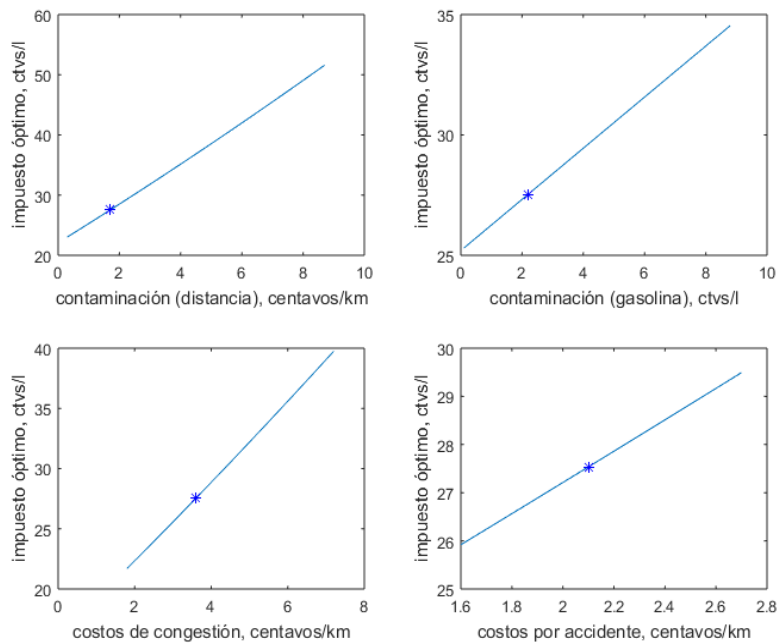 60
50
40
30
20
impuesto óptimo, ctvs/l
0 2 4 6 8 10
contaminación (distancia), centavos/km
35
30
25
impuesto óptimo, ctvs/l
0 2 4 6 8 10
contaminación (gasolina), ctvs/l
40
35
30
25
20
impuesto óptimo, ctvs/l
0 2 4 6 8
costos de congestión, centavos/km
30
29
28
27
26
25
impuesto óptimo, ctvs/l
1.6 1.8 2 2.2 2.4 2.6 2.8
costos por accidente, centavos/km